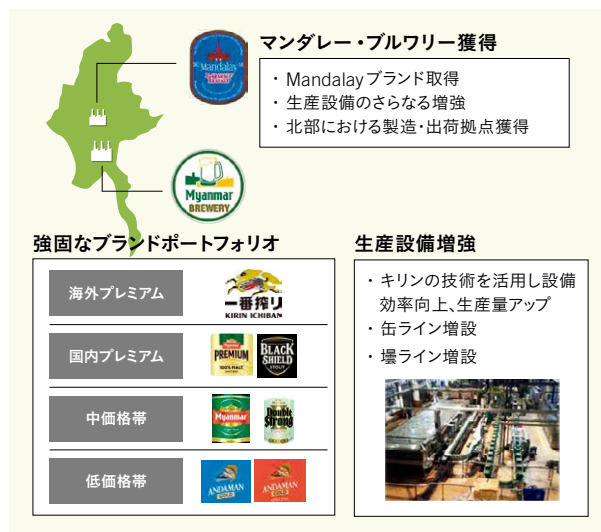 マンダレー・ブルワリー獲得
・ Mandalayブランド取得
・ 生産設備のさらなる増強
・ 北部における製造・出荷拠点獲得
Mandalay
Myanmar
BREWERY
強固なブランドポートフォリオ
海外プレミアム
一番搾り
KIRIN ICHIBAN
国内プレミアム
PREMIUM
100% MALT
BLACK
SHIELD
STOUT
中価格帯
Myanmar
Double
Strong
低価格帯
ANDAMAN
GOLD
ANDAMAN
GOLD
生産設備増強
・ キリンの技術を活用し設備
効率向上、生産量アップ
・ 缶ライン増設
・ 壜ライン増設